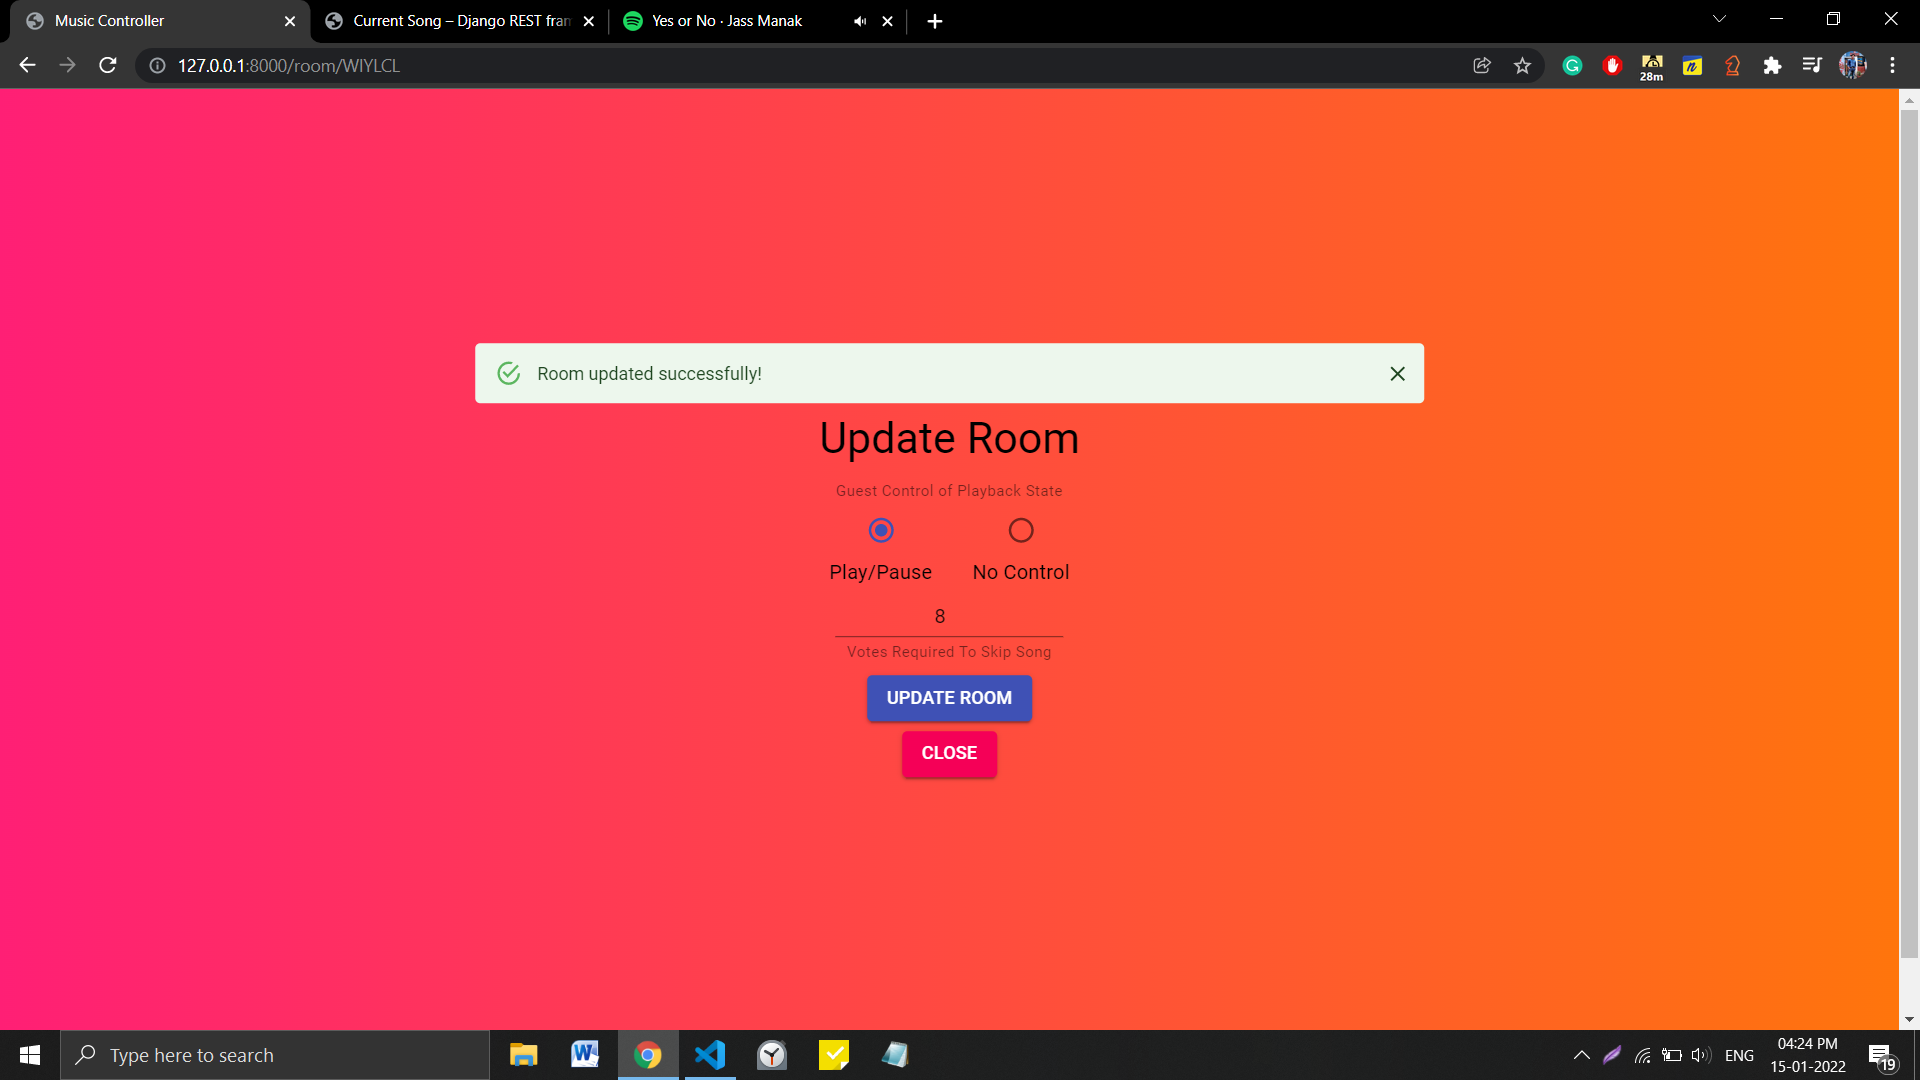 Music Controller
Current Song – Django REST fran
Yes or No · Jass Manak
127.0.0.1:8000/room/WIYLCL
28m
Room updated successfully!
Update Room
Guest Control of Playback State
Play/Pause No Control
8
Votes Required To Skip Song
UPDATE ROOM
CLOSE
Type here to search
ENG
04:24 PM
15-01-2022
19